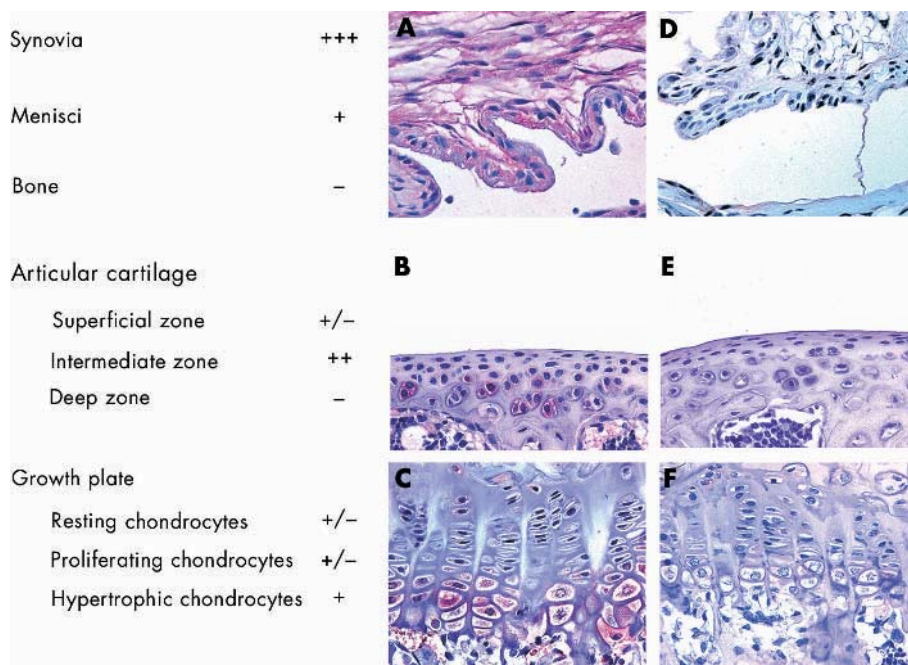 Synovia +++
A
D
Menisci +
Bone –
Articular cartilage
B
E
Superficial zone +/–
Intermediate zone ++
Deep zone –
Growth plate
C
F
Resting chondrocytes +/–
Proliferating chondrocytes +/–
Hypertrophic chondrocytes +